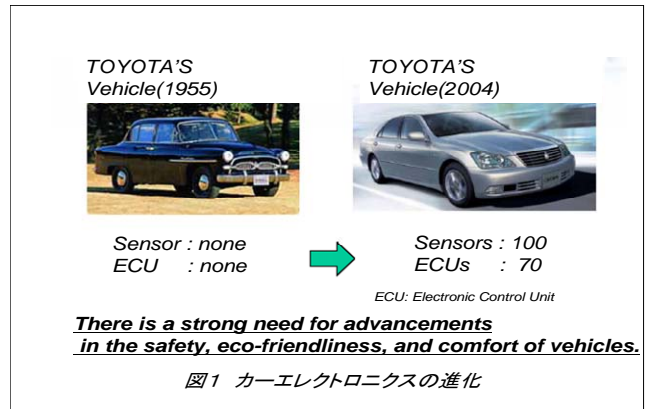 TOYOTA'S
Vehicle(1955)
TOYOTA'S
Vehicle(2004)
Sensor : none
ECU : none
Sensors : 100
ECUs : 70
ECU: Electronic Control Unit
There is a strong need for advancements
in the safety, eco-friendliness, and comfort of vehicles.
図1 カーエレクトロニクスの進化